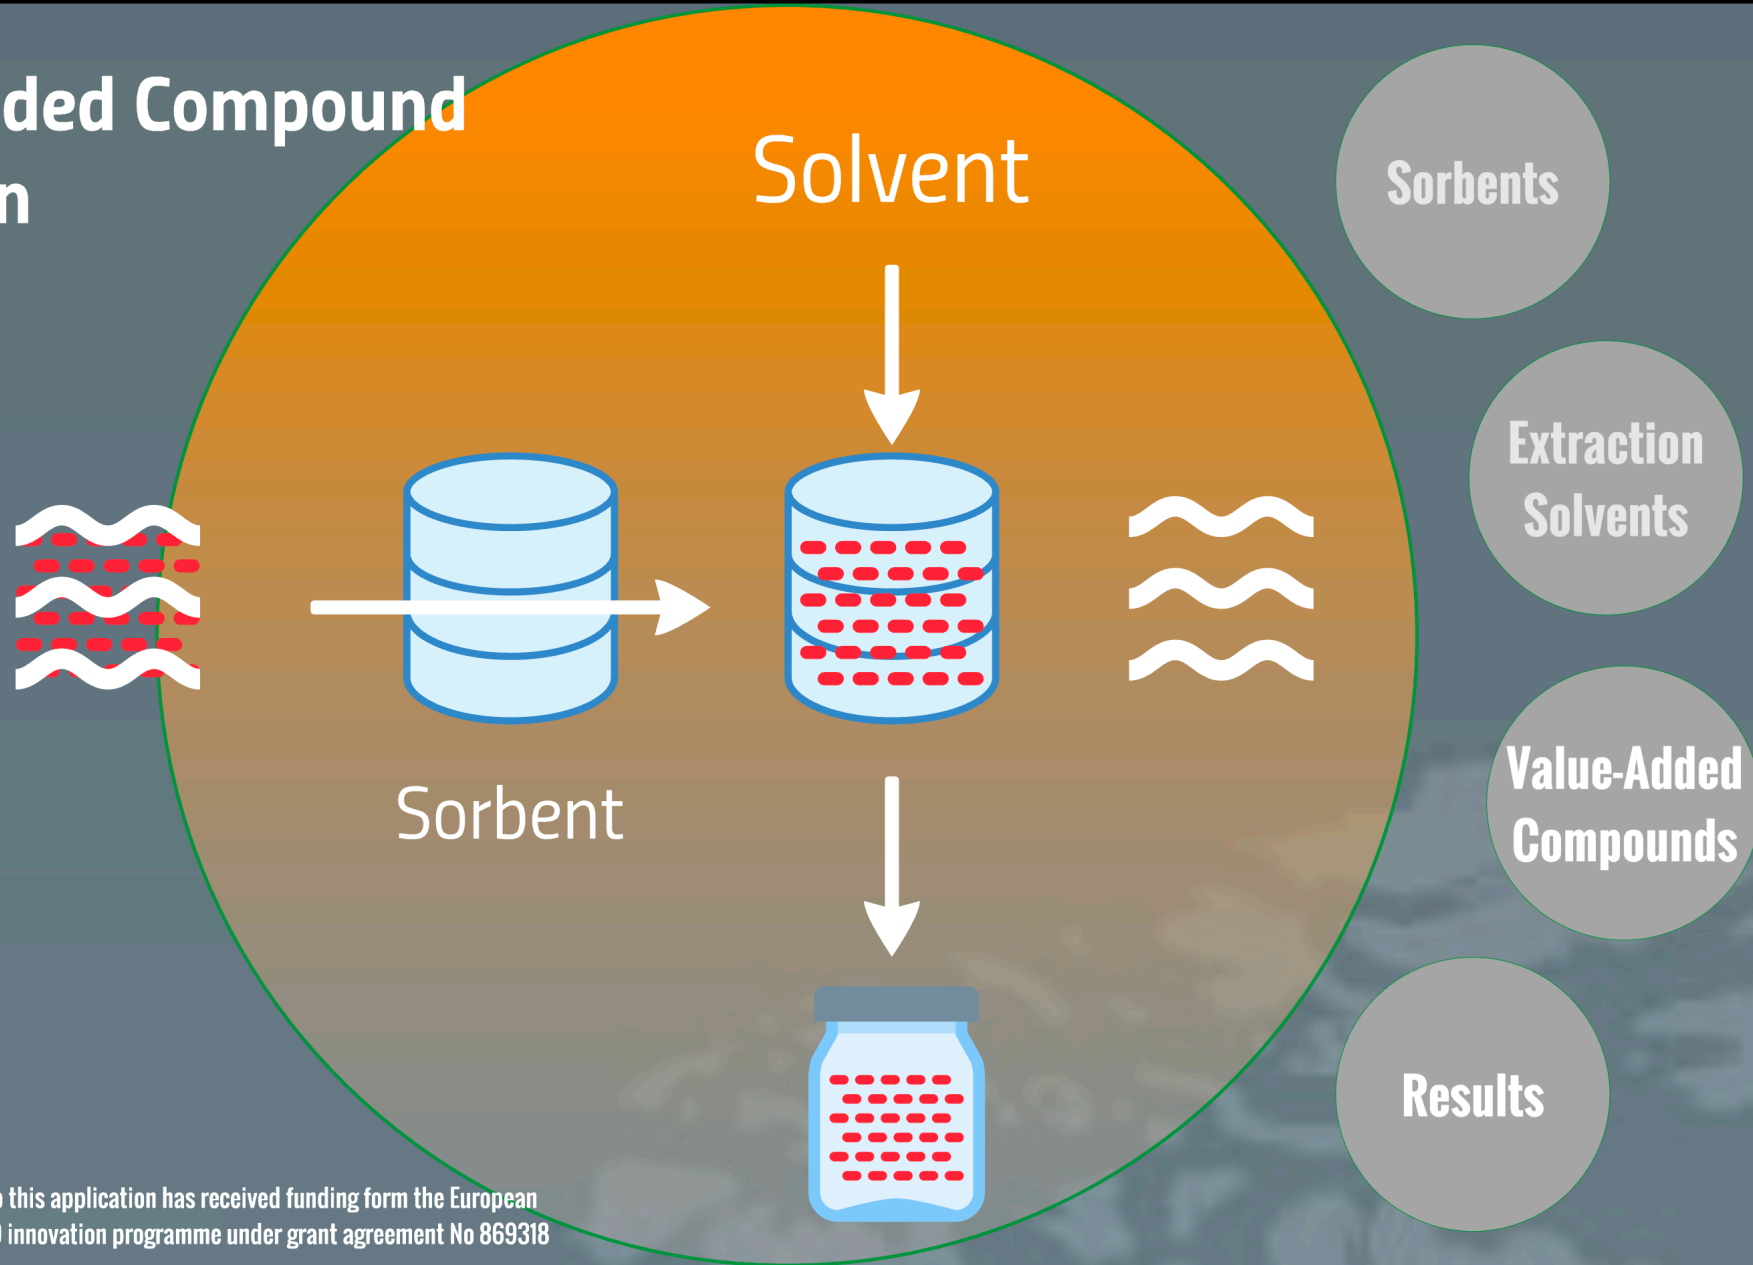 ded Compound
n
Solvent
Sorbent
Sorbents
Extraction
Solvents
Value-Added
Compounds
Results
this application has received funding form the European
innovation programme under grant agreement No 869318